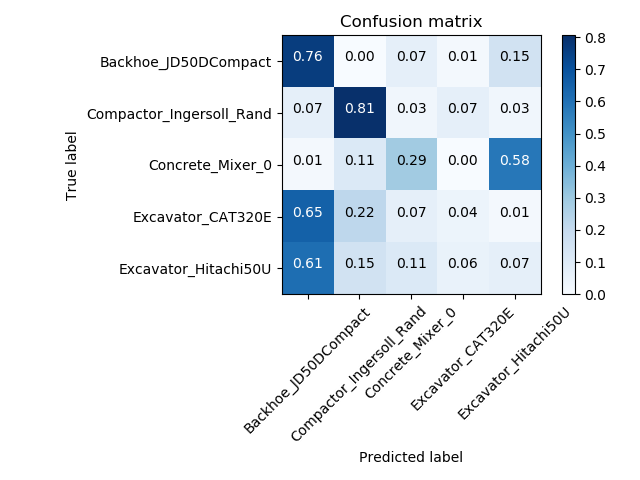 Confusion matrix
Backhoe_JD50DCompact 0.76 0.00 0.07 0.01 0.15
Compactor_Ingersoll_Rand 0.07 0.81 0.03 0.07 0.03
Concrete_Mixer_0 0.01 0.11 0.29 0.00 0.58
Excavator_CAT320E 0.65 0.22 0.07 0.04 0.01
Excavator_Hitachi50U 0.61 0.15 0.11 0.06 0.07
True label
Backhoe_JD50DCompact
Compactor_Ingersoll_Rand
Concrete_Mixer_0
Excavator_CAT320E
Excavator_Hitachi50U
Predicted label
0.8
0.7
0.6
0.5
0.4
0.3
0.2
0.1
0.0